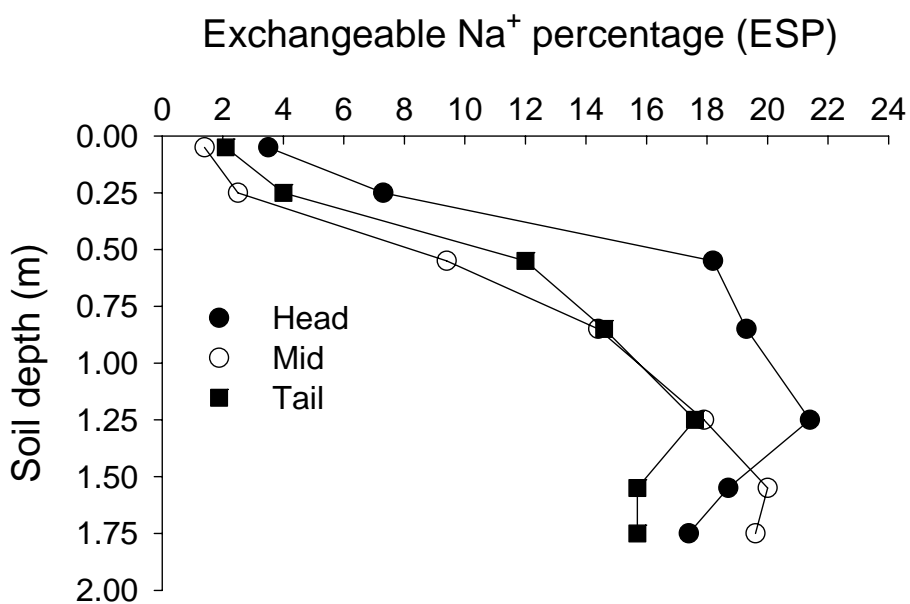 Exchangeable Na+ percentage (ESP)
0 2 4 6 8 10 12 14 16 18 20 22 24
0.00
0.25
0.50
0.75
1.00
1.25
1.50
1.75
2.00
Soil depth (m)
Head
Mid
Tail